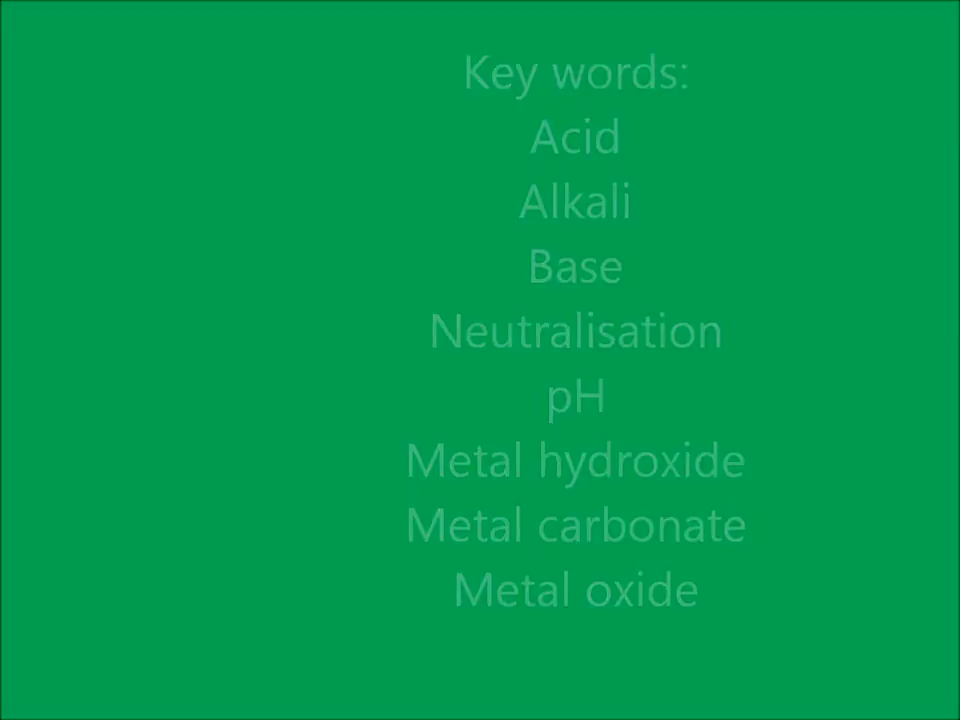 Key words:
Acid
Alkali
Base
Neutralisation
pH
Metal hydroxide
Metal carbonate
Metal oxide